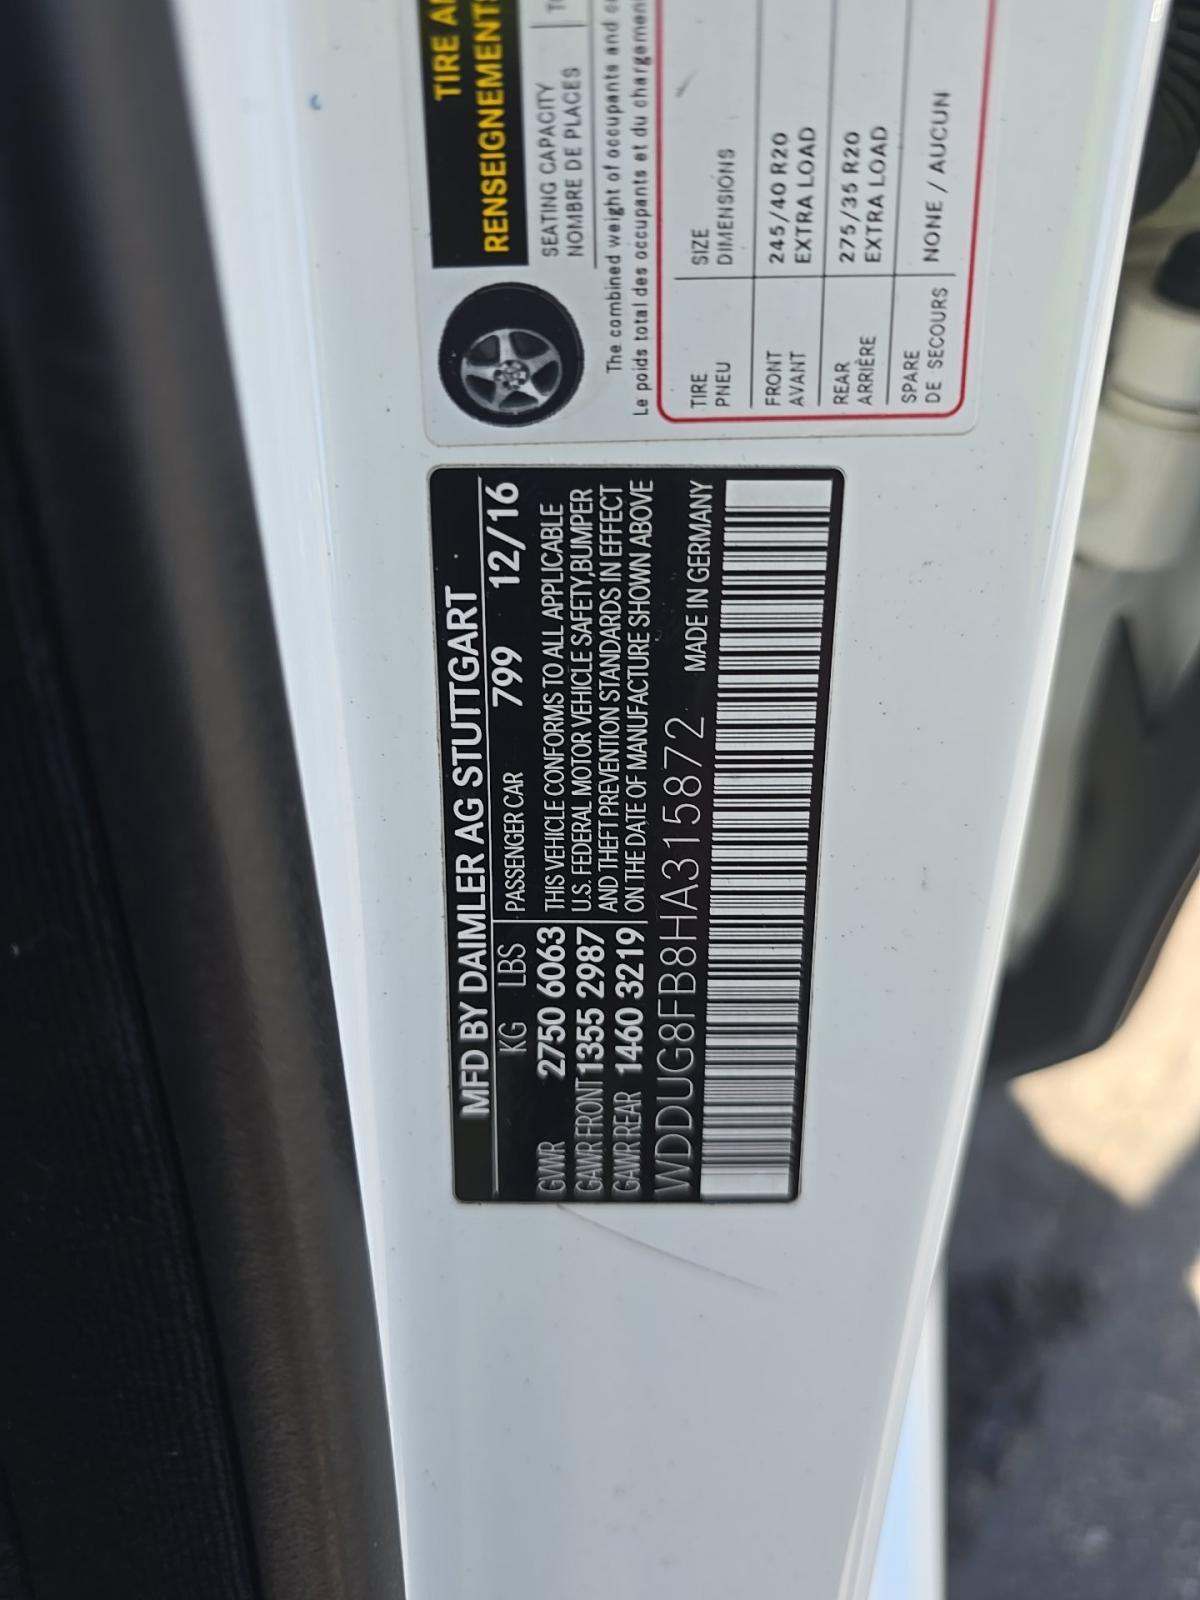 TIRE A
RENSEIGNEMENTS
SEATING CAPACITY
NOMBRE DE PLACES
The combined weight of occupants and
Le poids total des occupants et du chargement
TIRE SIZE
PNEU DIMENSIONS
FRONT 245/40 R20
AVANT EXTRA LOAD
REAR 275/35 R20
ARRIÈRE EXTRA LOAD
SPARE
DE SECOURS NONE / AUCUN
MFD BY DAIMLER AG STUTTGART
KG LBS PASSENGER CAR 799 12/16
GVWR 2750 6063 THIS VEHICLE CONFORMS TO ALL APPLICABLE
GAWR FRONT 1355 2987 U.S. FEDERAL MOTOR VEHICLE SAFETY,BUMPER
AND THEFT PREVENTION STANDARDS IN EFFECT
GAWR REAR 1460 3219 ON THE DATE OF MANUFACTURE SHOWN ABOVE
WDDUG8FB8HA315872 MADE IN GERMANY